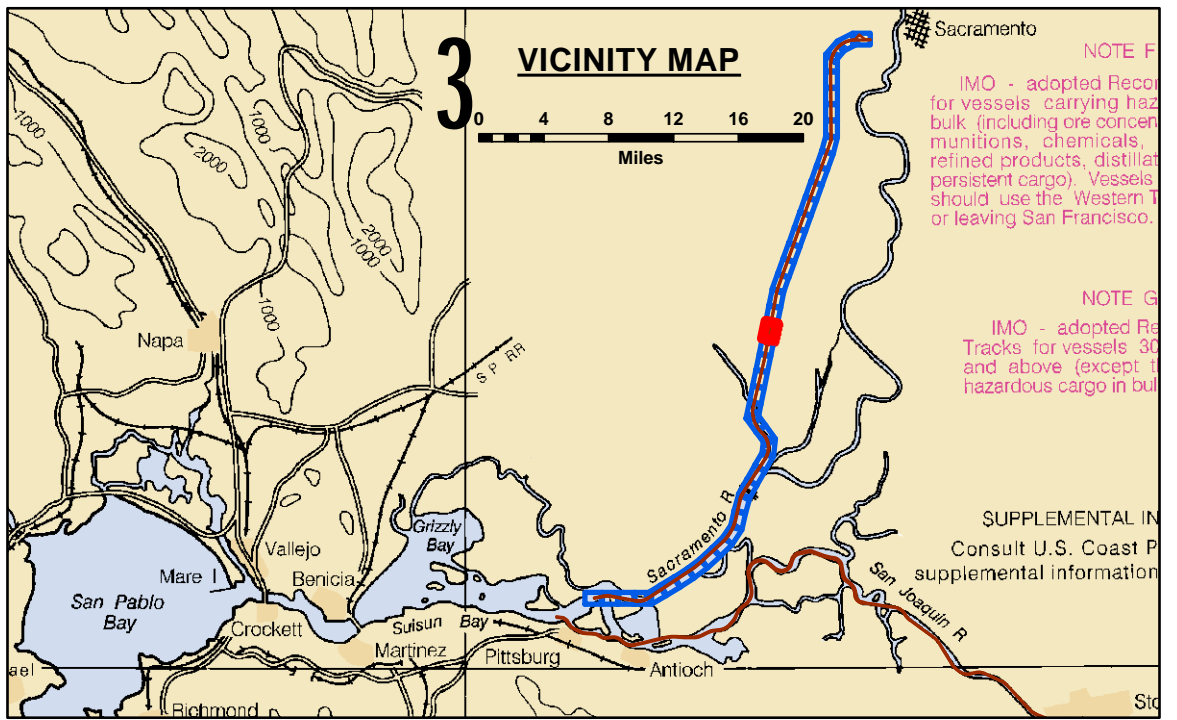 3
VICINITY MAP
0 4 8 12 16 20
Miles
Sacramento
NOTE F
IMO - adopted Recor
for vessels carrying haz
bulk (including ore concen
munitions, chemicals,
refined products, distillat
persistent cargo). Vessels
should use the Western T
or leaving San Francisco.
NOTE G
IMO - adopted Re
Tracks for vessels 30
and above (except t
hazardous cargo in bul
1000
2000
1000
2000
1000
1000
Napa
S P RR
Grizzly
Bay
Sacramento R
SUPPLEMENTAL IN
Consult U.S. Coast P
supplemental information
Vallejo
Mare I
Benicia
San Pablo
Bay
Crockett
Suisun Bay
Martinez
Pittsburg
Antioch
San Joaquin R
ael
Richmond
Sto